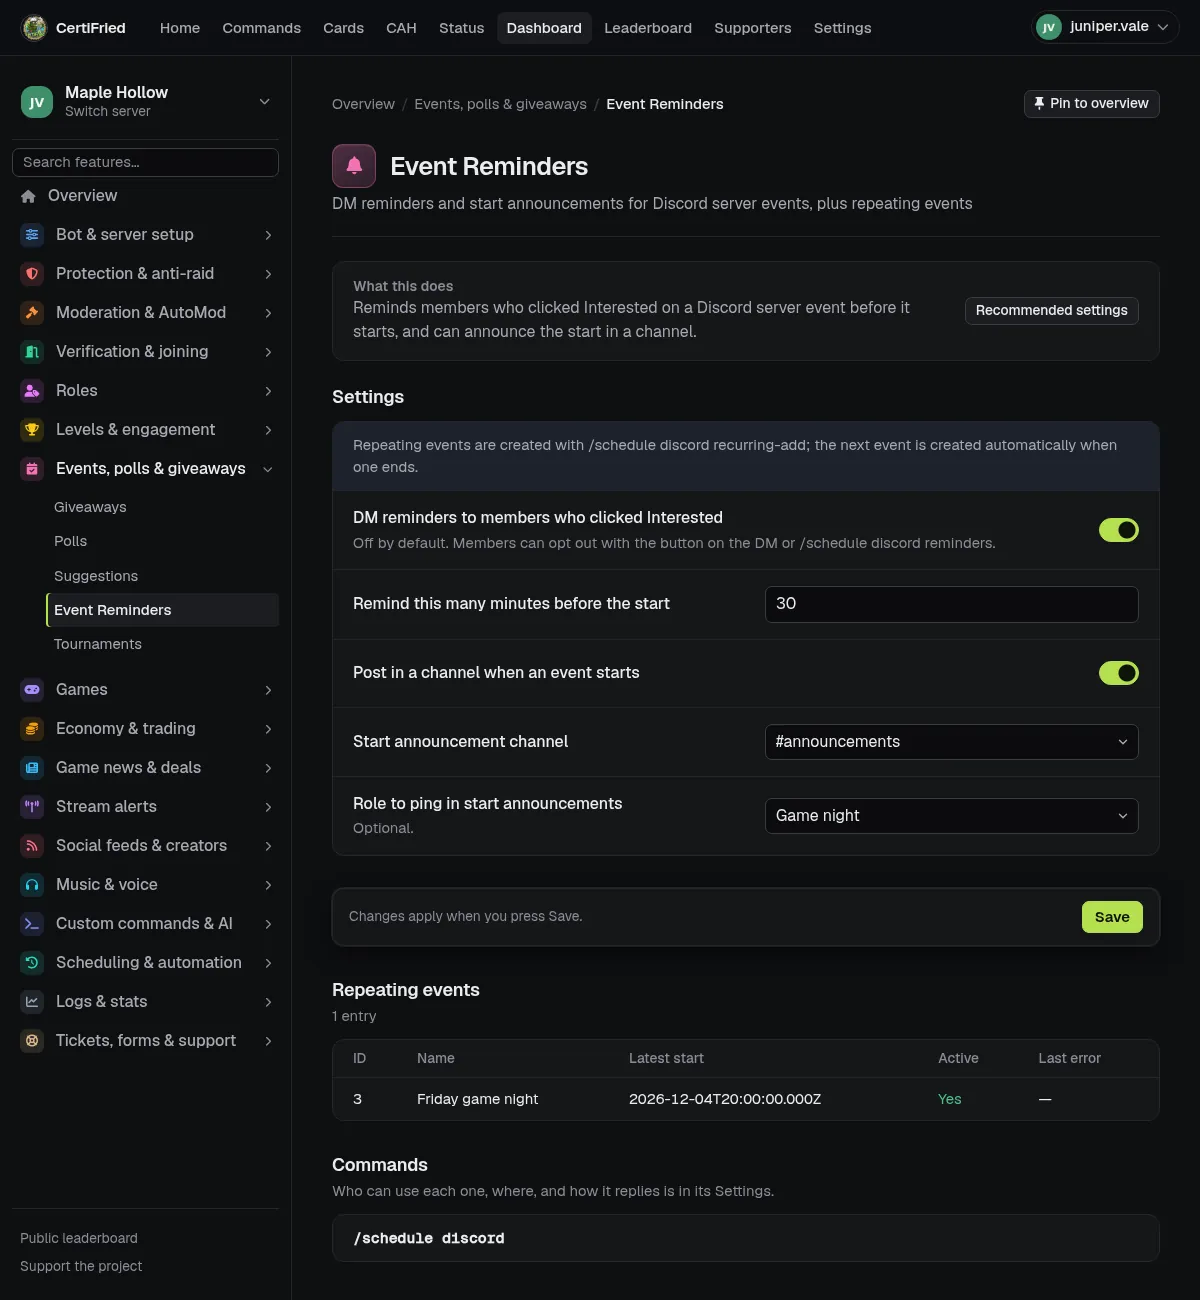 CertiFried
Home
Commands
Cards
CAH
Status
Dashboard
Leaderboard
Supporters
Settings
JV
juniper.vale
JV
Maple Hollow
Switch server
Search features...
Overview
Bot & server setup
Protection & anti-raid
Moderation & AutoMod
Verification & joining
Roles
Levels & engagement
Events, polls & giveaways
Giveaways
Polls
Suggestions
Event Reminders
Tournaments
Games
Economy & trading
Game news & deals
Stream alerts
Social feeds & creators
Music & voice
Custom commands & AI
Scheduling & automation
Logs & stats
Tickets, forms & support
Public leaderboard
Support the project
Overview / Events, polls & giveaways / Event Reminders
Pin to overview
Event Reminders
DM reminders and start announcements for Discord server events, plus repeating events
What this does
Reminds members who clicked Interested on a Discord server event before it
starts, and can announce the start in a channel.
Recommended settings
Settings
Repeating events are created with /schedule discord recurring-add; the next event is created automatically when
one ends.
DM reminders to members who clicked Interested
Off by default. Members can opt out with the button on the DM or /schedule discord reminders.
Remind this many minutes before the start
30
Post in a channel when an event starts
Start announcement channel
#announcements
Role to ping in start announcements
Optional.
Game night
Changes apply when you press Save.
Save
Repeating events
1 entry
ID Name Latest start Active Last error
3 Friday game night 2026-12-04T20:00:00.000Z Yes —
Commands
Who can use each one, where, and how it replies is in its Settings.
/schedule discord